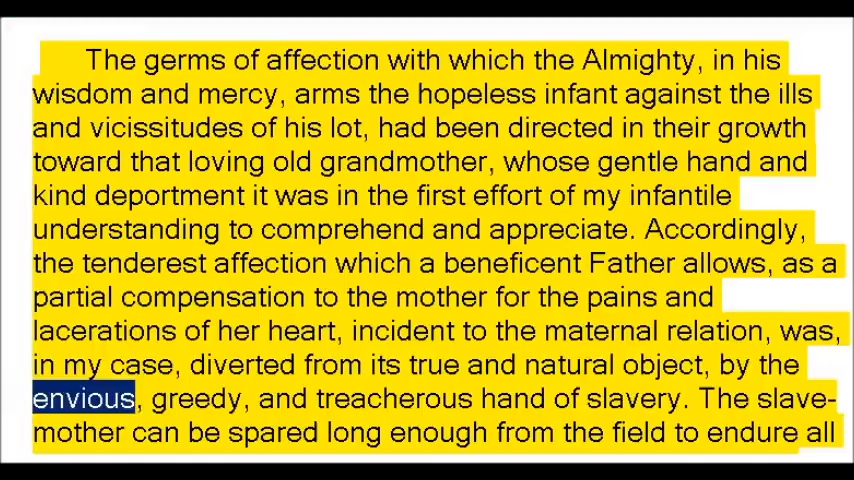 The germs of affection with which the Almighty, in his
wisdom and mercy, arms the hopeless infant against the ills
and vicissitudes of his lot, had been directed in their growth
toward that loving old grandmother, whose gentle hand and
kind deportment it was in the first effort of my infantile
understanding to comprehend and appreciate. Accordingly,
the tenderest affection which a beneficent Father allows, as a
partial compensation to the mother for the pains and
lacerations of her heart, incident to the maternal relation, was,
in my case, diverted from its true and natural object, by the
envious, greedy, and treacherous hand of slavery. The slave-
mother can be spared long enough from the field to endure all